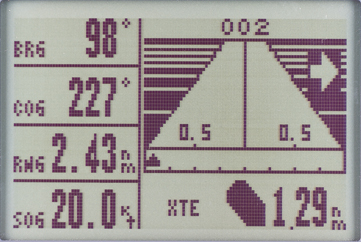 BRG 98°
COG 227°
RNG 2.43 nm
SOG 20.0 KT
002
0.5 0.5
XTE 1.29 nm